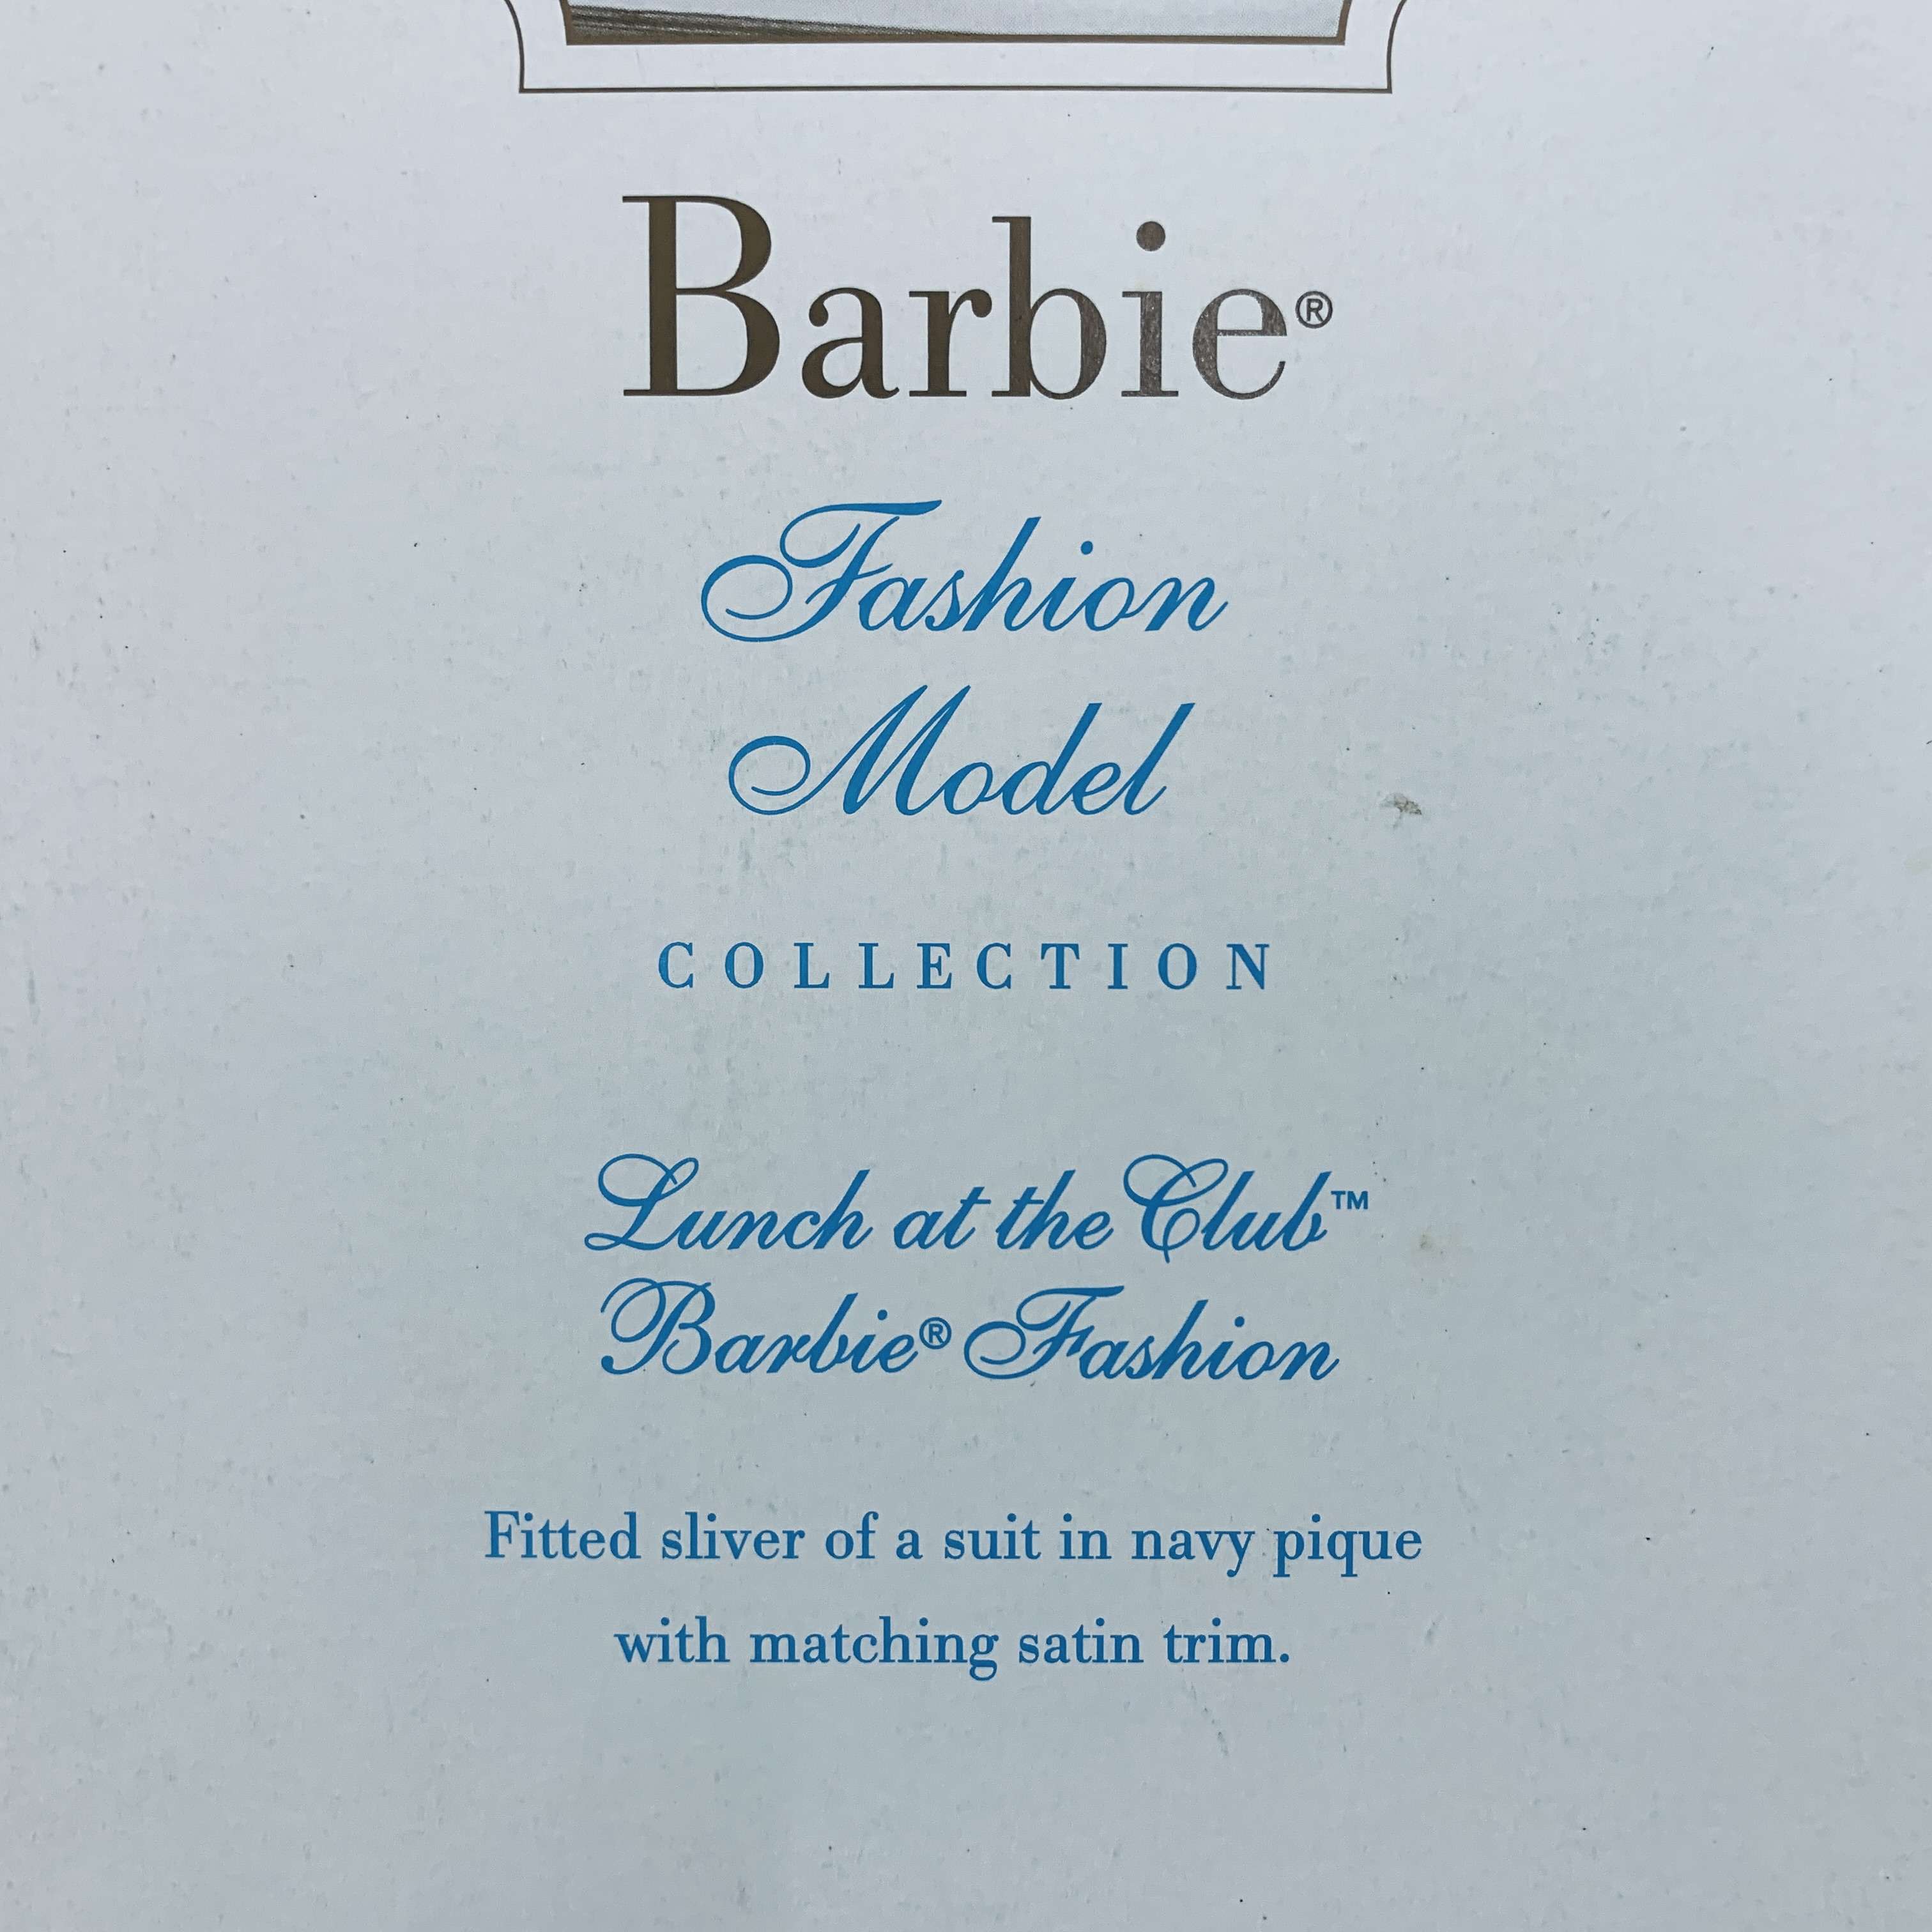 Barbie®
Fashion
Model
COLLECTION
Lunch at the Club™
Barbie® Fashion
Fitted sliver of a suit in navy pique
with matching satin trim.